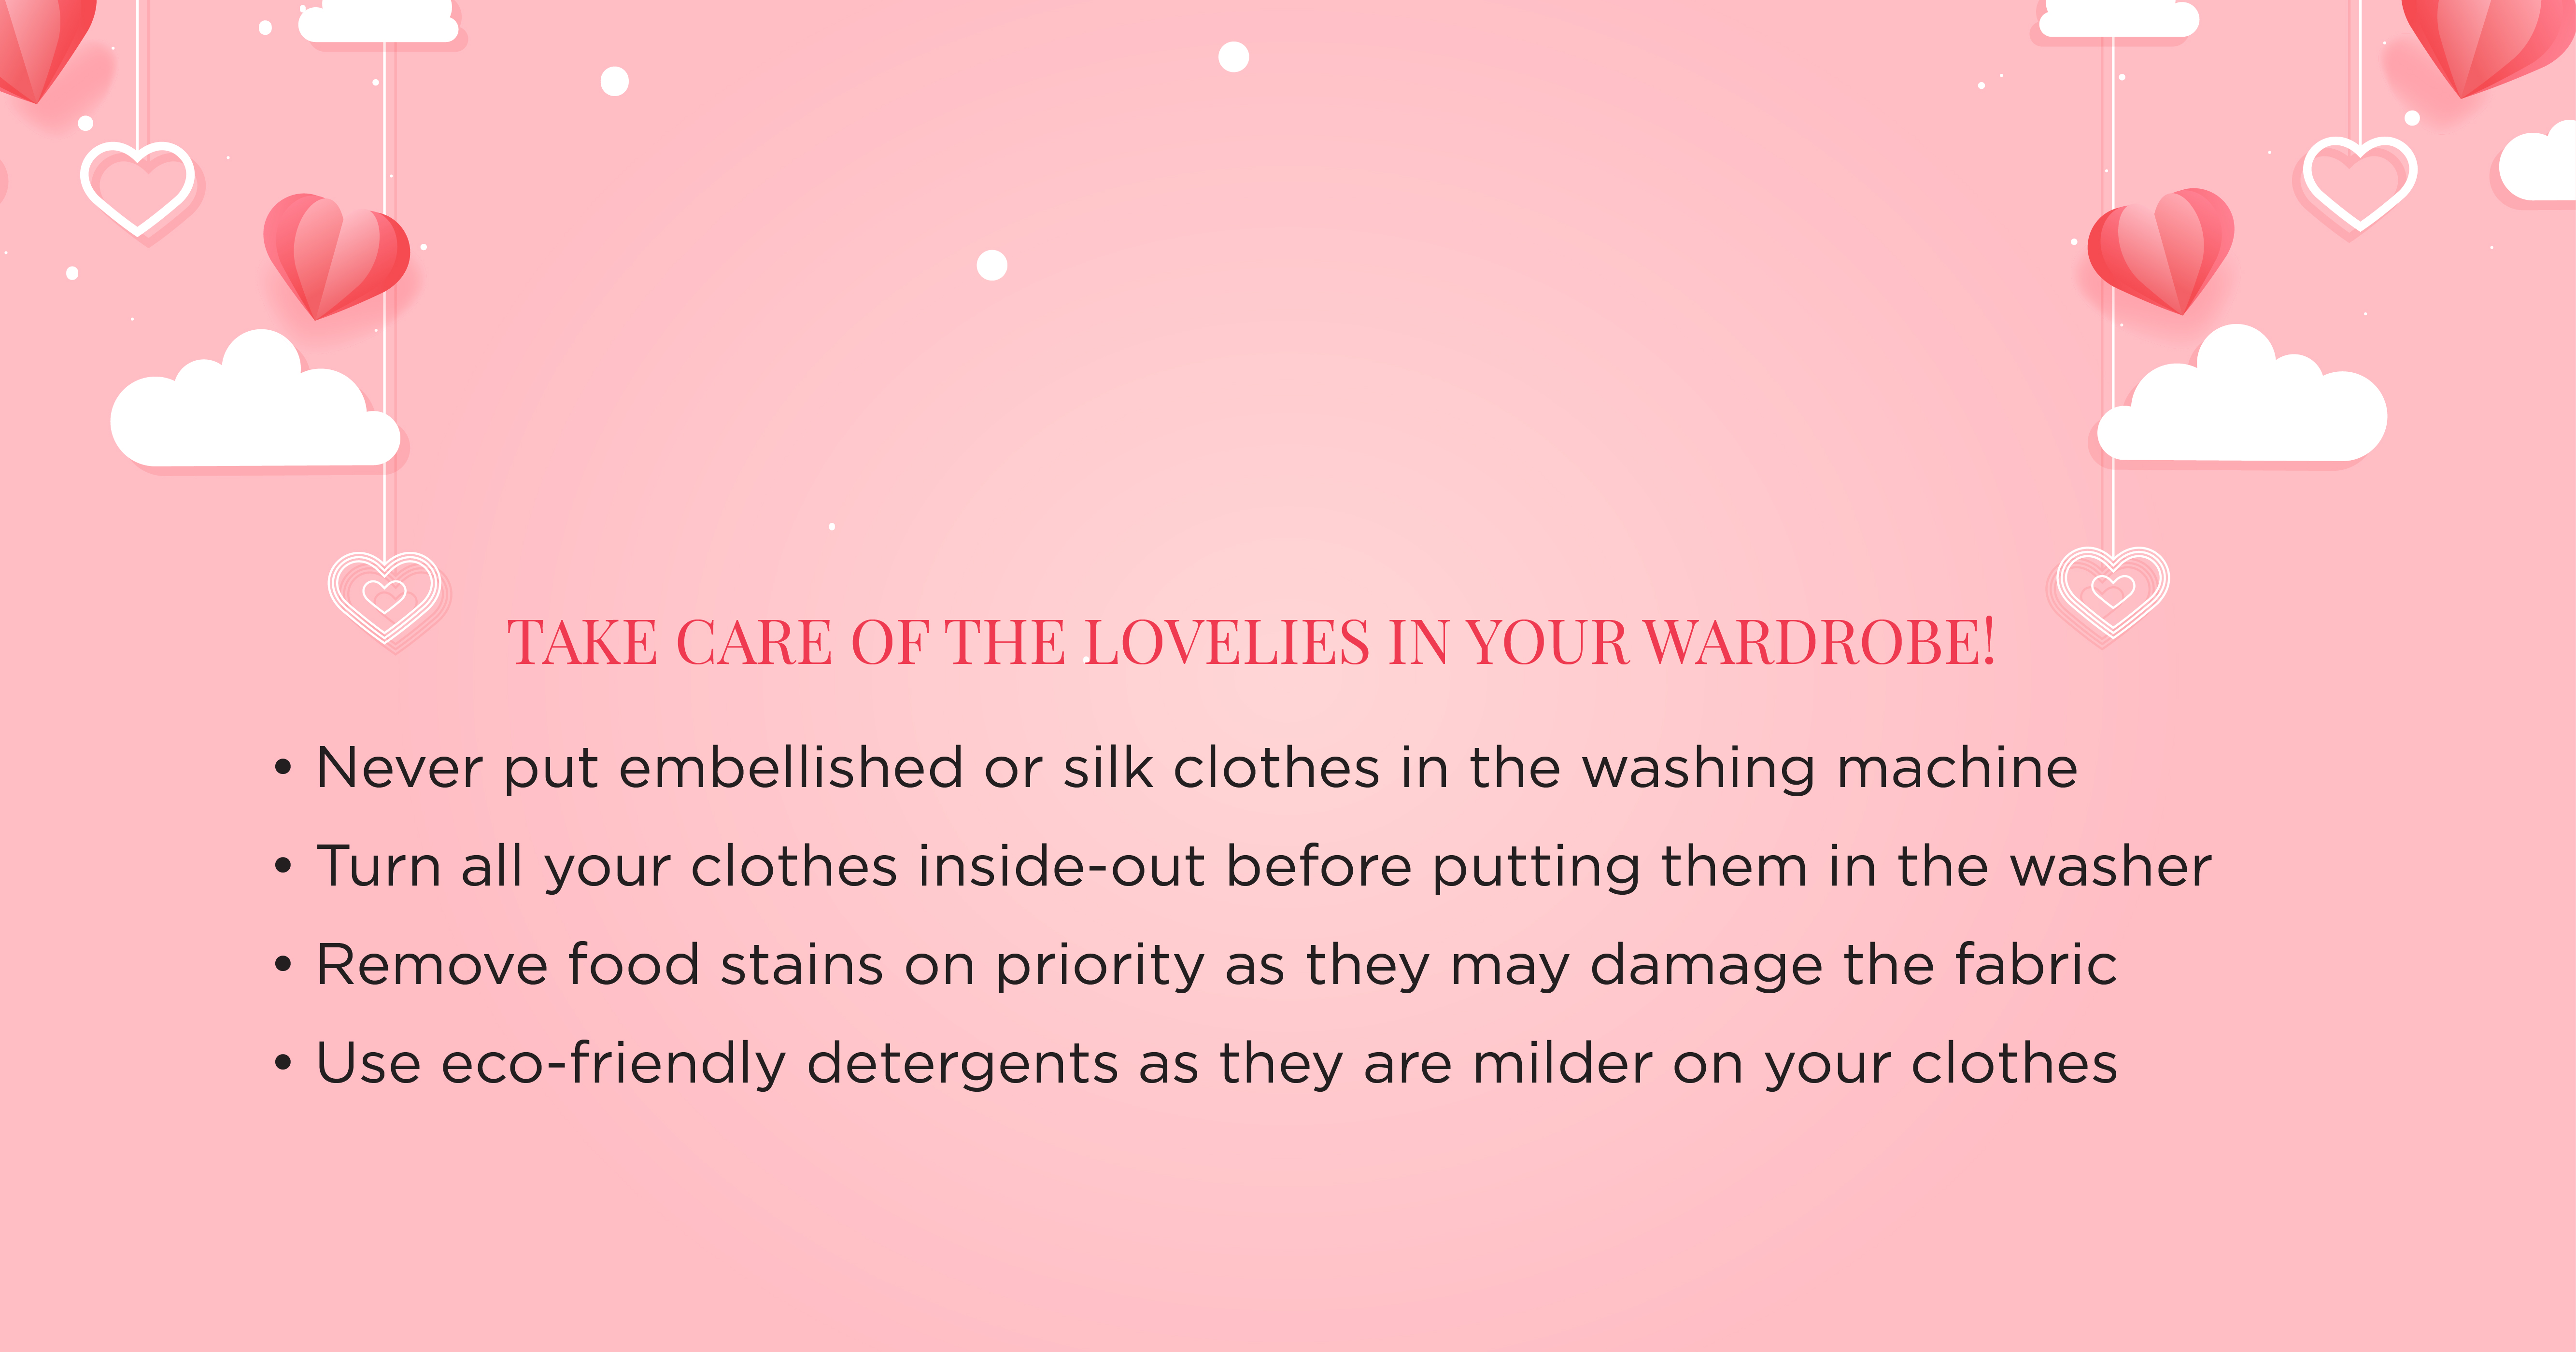 TAKE CARE OF THE LOVELIES IN YOUR WARDROBE!
• Never put embellished or silk clothes in the washing machine
• Turn all your clothes inside-out before putting them in the washer
• Remove food stains on priority as they may damage the fabric
• Use eco-friendly detergents as they are milder on your clothes